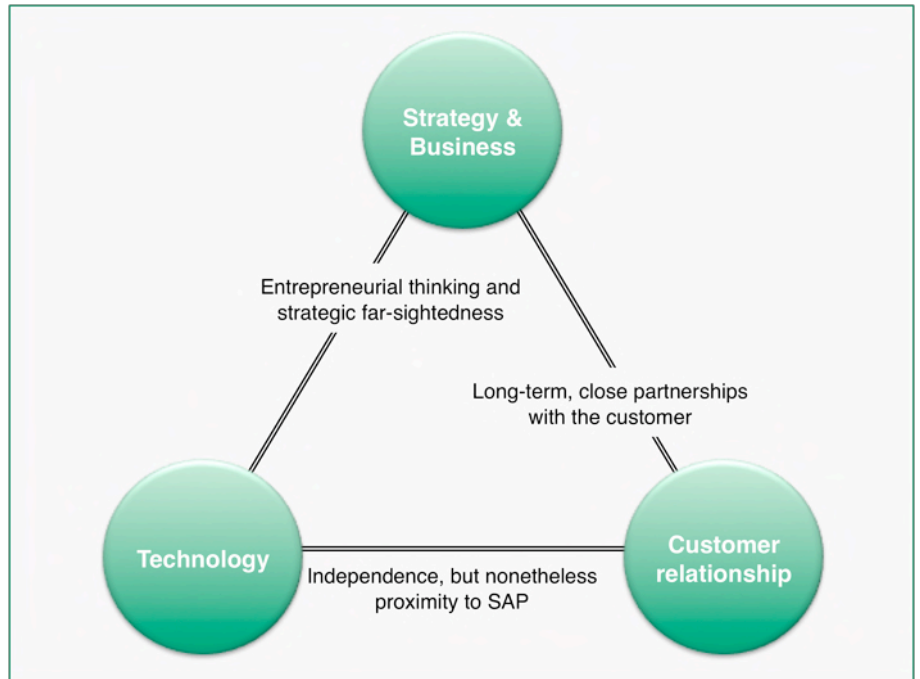 Strategy &
Business
Entrepreneurial thinking and
strategic far-sightedness
Long-term, close partnerships
with the customer
Technology
Customer
relationship
Independence, but nonetheless
proximity to SAP